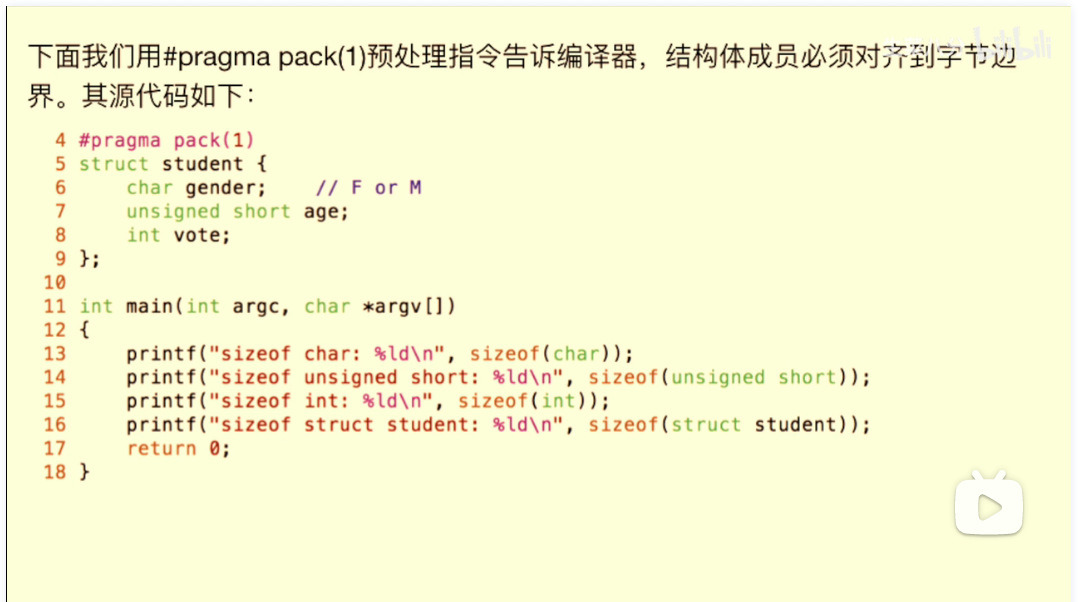 下面我们用#pragma pack(1)预处理指令告诉编译器，结构体成员必须对齐到字节边
界。其源代码如下：
4 #pragma pack(1)
5 struct student {
6     char gender;    // F or M
7     unsigned short age;
8     int vote;
9 };
10
11 int main(int argc, char *argv[])
12 {
13     printf("sizeof char: %ld\n", sizeof(char));
14     printf("sizeof unsigned short: %ld\n", sizeof(unsigned short));
15     printf("sizeof int: %ld\n", sizeof(int));
16     printf("sizeof struct student: %ld\n", sizeof(struct student));
17     return 0;
18 }
bilibili